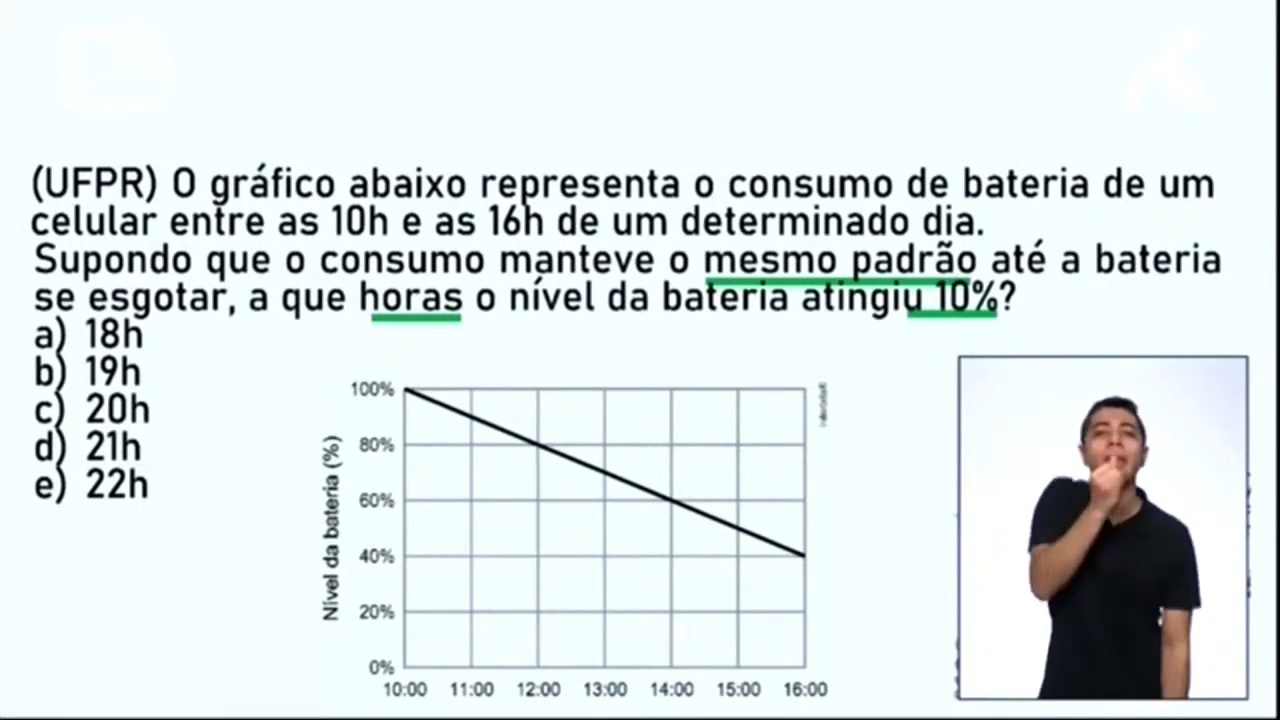 (UFPR) O gráfico abaixo representa o consumo de bateria de um
celular entre as 10h e as 16h de um determinado dia.
Supondo que o consumo manteve o mesmo padrão até a bateria
se esgotar, a que horas o nível da bateria atingiu 10%?
a) 18h
b) 19h
c) 20h
d) 21h
e) 22h
Nível da bateria (%)
100%
80%
60%
40%
20%
0%
10:00 11:00 12:00 13:00 14:00 15:00 16:00